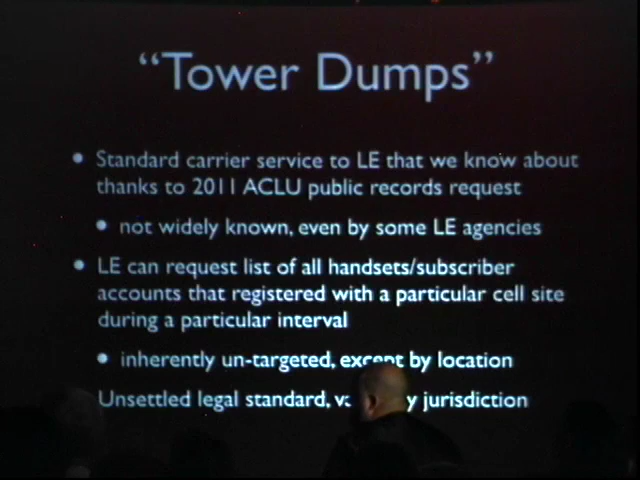 “Tower Dumps”
• Standard carrier service to LE that we know about
thanks to 2011 ACLU public records request
• not widely known, even by some LE agencies
• LE can request list of all handsets/subscriber
accounts that registered with a particular cell site
during a particular interval
• inherently un-targeted, except by location
Unsettled legal standard, jurisdiction